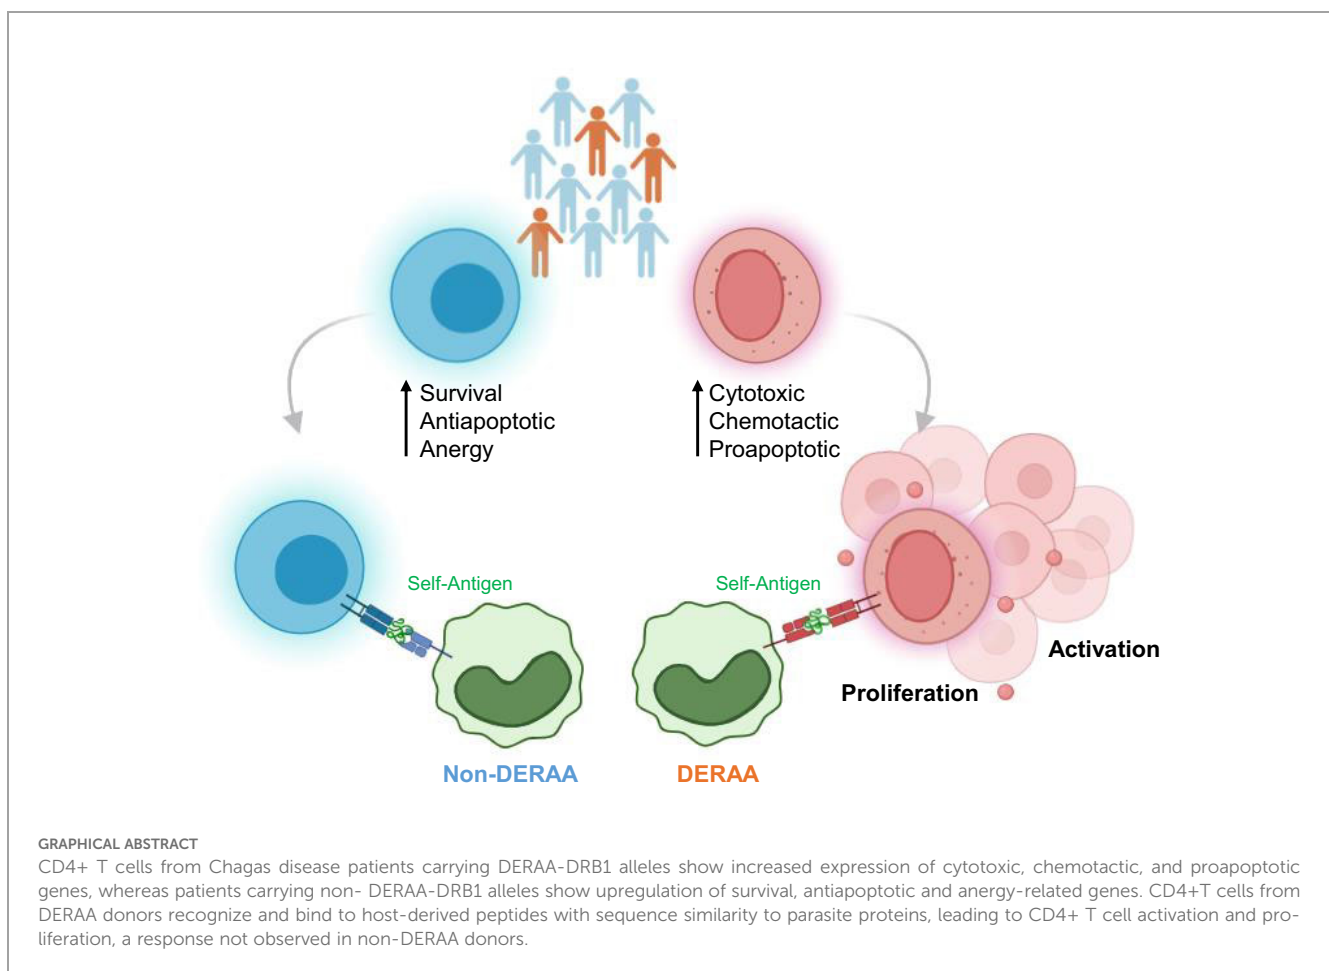 Survival
Antiapoptotic
Anergy
Cytotoxic
Chemotactic
Proapoptotic
Self-Antigen
Self-Antigen
Activation
Proliferation
Non-DERAA
DERAA
GRAPHICAL ABSTRACT
CD4+ T cells from Chagas disease patients carrying DERAA-DRB1 alleles show increased expression of cytotoxic, chemotactic, and proapoptotic
genes, whereas patients carrying non- DERAA-DRB1 alleles show upregulation of survival, antiapoptotic and anergy-related genes. CD4+T cells from
DERAA donors recognize and bind to host-derived peptides with sequence similarity to parasite proteins, leading to CD4+ T cell activation and pro-
liferation, a response not observed in non-DERAA donors.